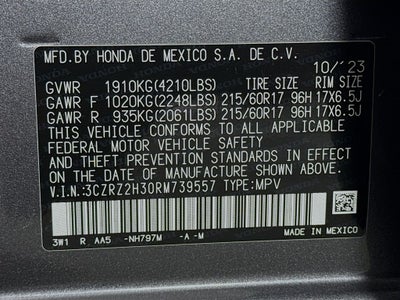 MFD.BY HONDA DE MEXICO S.A. DE C.V.
10/'23
GVWR 1910KG(4210LBS) TIRE SIZE RIM SIZE
GAWR F 1020KG(2248LBS) 215/60R17 96H 17X6.5J
GAWR R 935KG(2061LBS) 215/60R17 96H 17X6.5J
THIS VEHICLE CONFORMS TO ALL APPLICABLE
FEDERAL MOTOR VEHICLE SAFETY
STANDARDS IN EFFECT ON THE
DATE OF MANUFACTURE SHOWN ABOVE.
V.I.N:3CZRZ2H30RM739557 TYPE:MPV
3W1 R AA5 -NH797M -A -M
MADE IN MEXICO